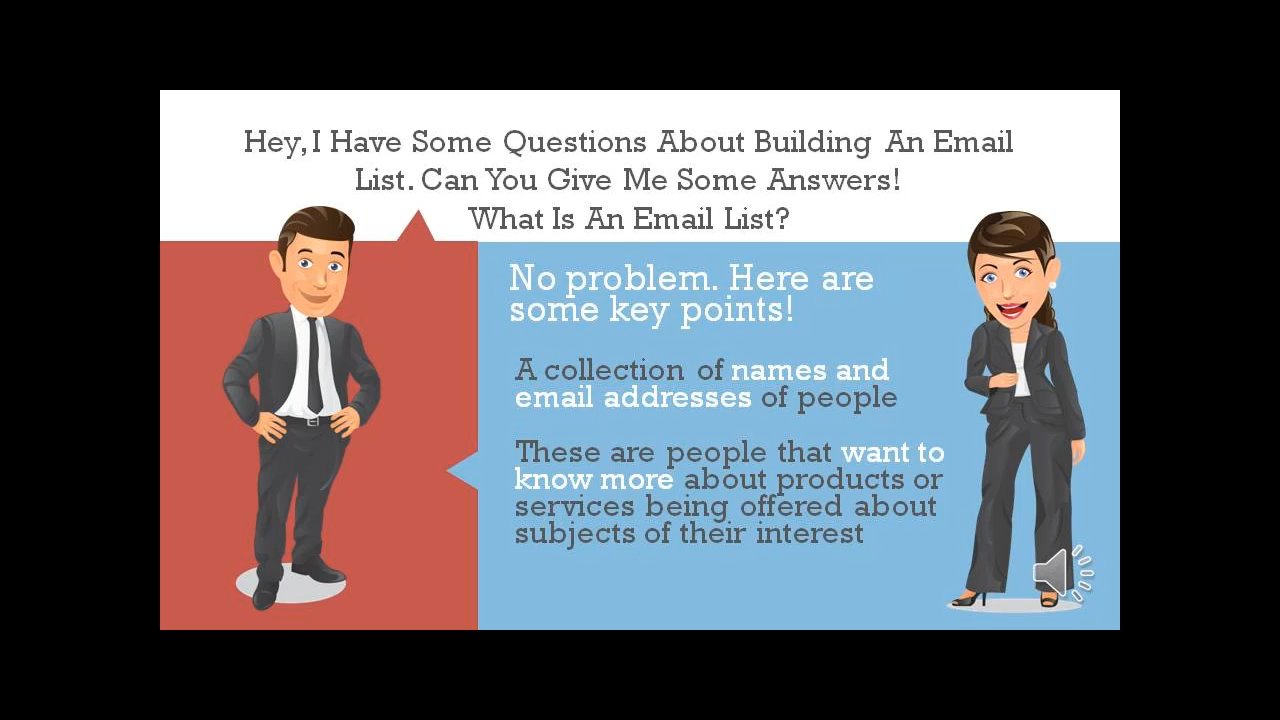 Hey, I Have Some Questions About Building An Email
List. Can You Give Me Some Answers!
What Is An Email List?
No problem. Here are
some key points!
A collection of names and
email addresses of people
These are people that want to
know more about products or
services being offered about
subjects of their interest